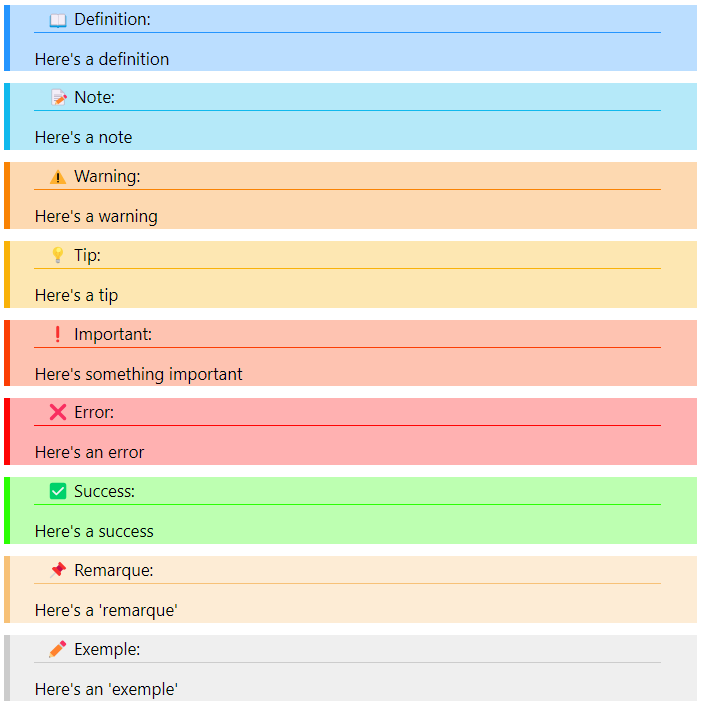 📖 Definition:
Here's a definition
📝 Note:
Here's a note
⚠️ Warning:
Here's a warning
💡 Tip:
Here's a tip
❗ Important:
Here's something important
❌ Error:
Here's an error
✅ Success:
Here's a success
📌 Remarque:
Here's a 'remarque'
✏️ Exemple:
Here's an 'exemple'